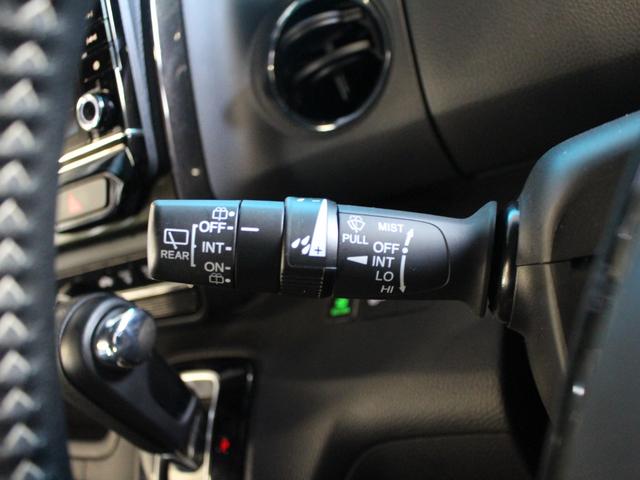 OFF
INT
ON
REAR
PULL
MIST
OFF
INT
LO
HI